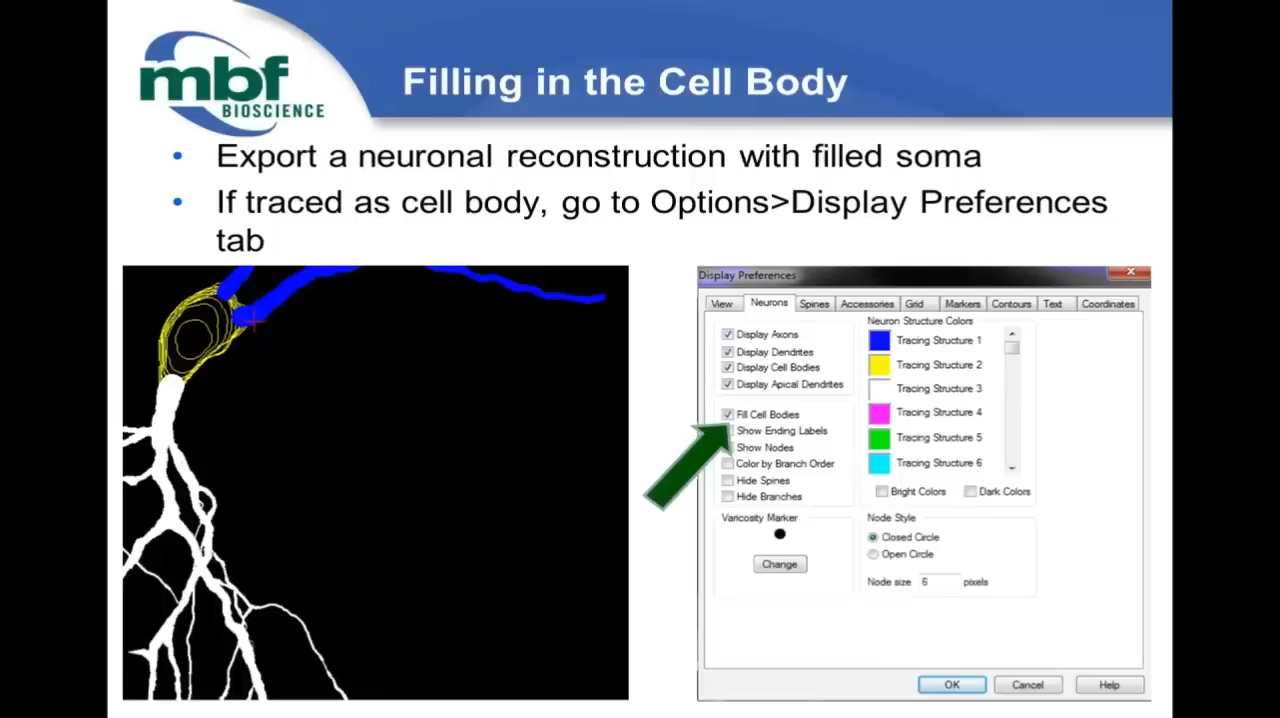 mbf
BIOSCIENCE
Filling in the Cell Body
• Export a neuronal reconstruction with filled soma
• If traced as cell body, go to Options>Display Preferences
tab
Display Preferences
View Neurons Spines Accessories Grid Markers Contours Text Coordinates
Display Axons
Display Dendrites
Display Cell Bodies
Display Apical Dendrites
Fill Cell Bodies
Show Ending Labels
Show Nodes
Color by Branch Order
Hide Spines
Hide Branches
Varicosity Marker
Change
Neuron Structure Colors
Tracing Structure 1
Tracing Structure 2
Tracing Structure 3
Tracing Structure 4
Tracing Structure 5
Tracing Structure 6
Bright Colors Dark Colors
Node Style
Closed Circle
Open Circle
Node size 6 pixels
OK Cancel Help